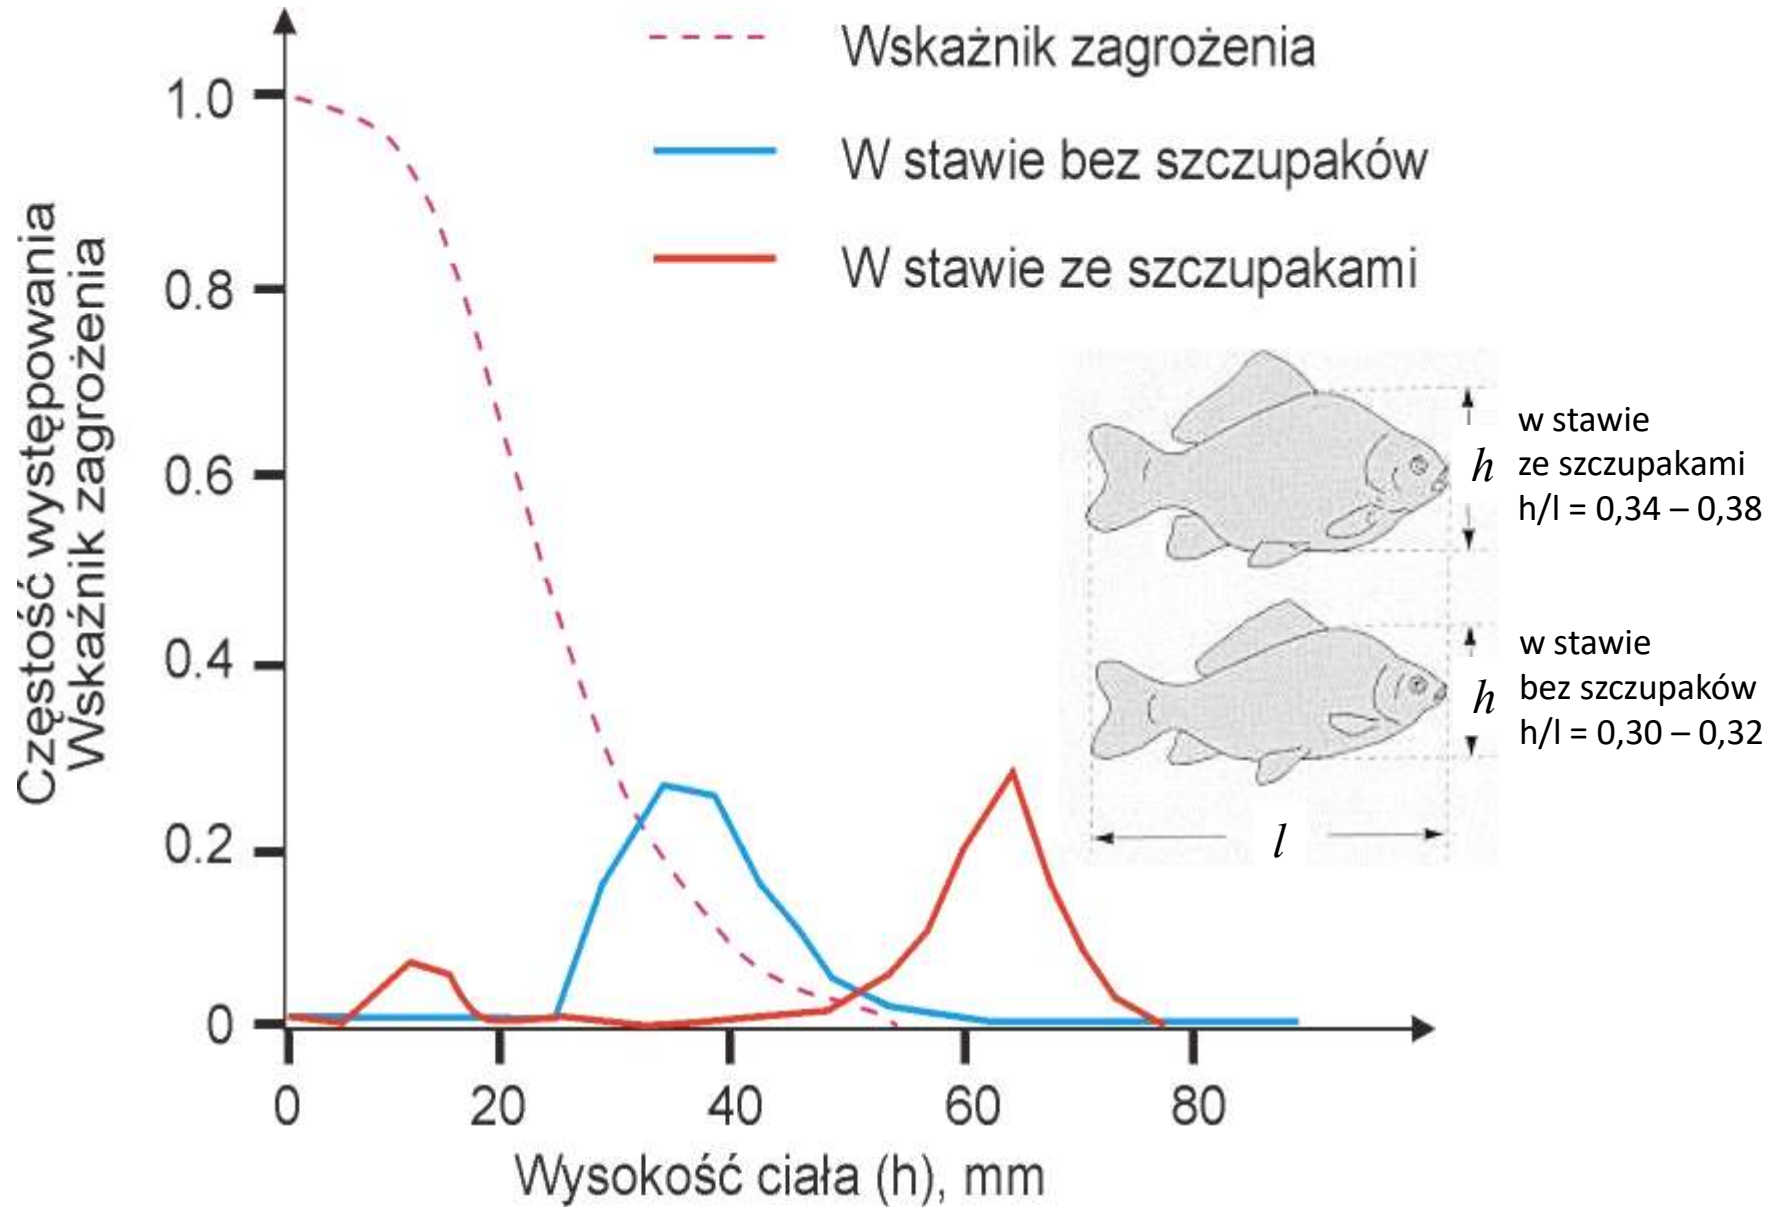 Wskaźnik zagrożenia
W stawie bez szczupaków
W stawie ze szczupakami
Częstość występowania
Wskaźnik zagrożenia
1.0
0.8
0.6
0.4
0.2
0
0
20
40
60
80
Wysokość ciała (h), mm
h
w stawie
ze szczupakami
h/l = 0,34 – 0,38
h
w stawie
bez szczupaków
h/l = 0,30 – 0,32
l